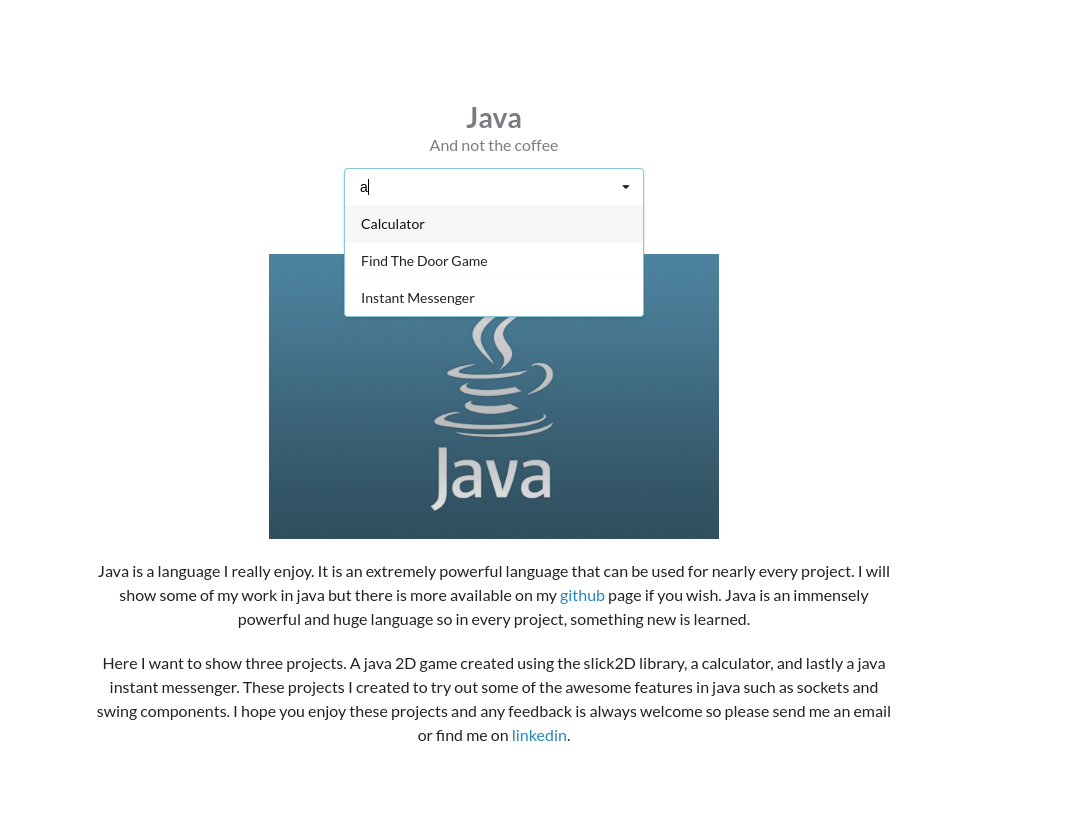 Java
And not the coffee
a
Calculator
Find The Door Game
Instant Messenger
Java
Java is a language I really enjoy. It is an extremely powerful language that can be used for nearly every project. I will
show some of my work in java but there is more available on my github page if you wish. Java is an immensely
powerful and huge language so in every project, something new is learned.
Here I want to show three projects. A java 2D game created using the slick2D library, a calculator, and lastly a java
instant messenger. These projects I created to try out some of the awesome features in java such as sockets and
swing components. I hope you enjoy these projects and any feedback is always welcome so please send me an email
or find me on linkedin.